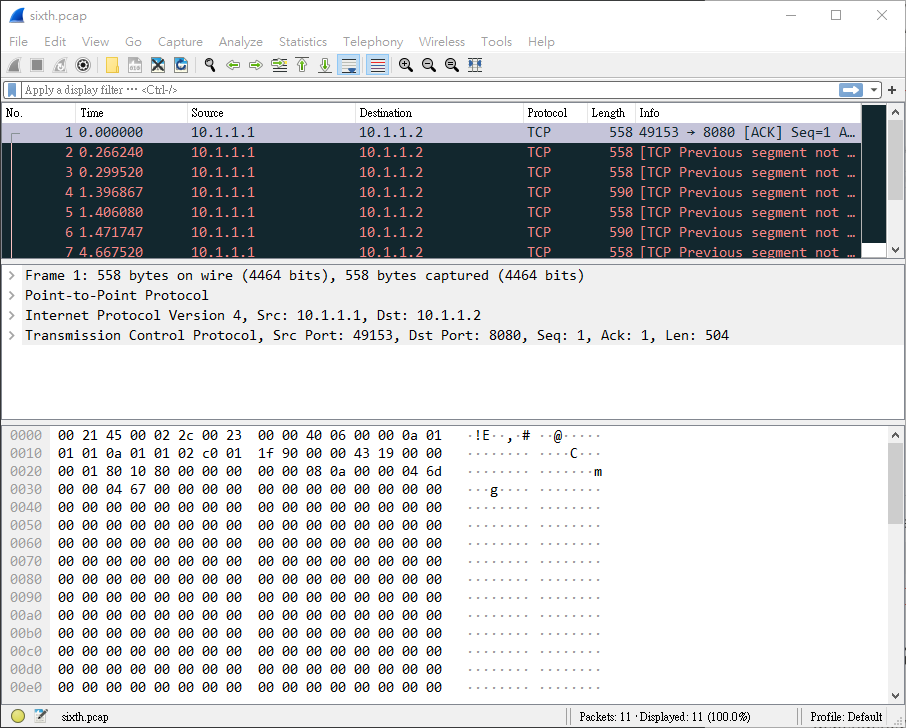 sixth.pcap
File Edit View Go Capture Analyze Statistics Telephony Wireless Tools Help
Apply a display filter ··· <Ctrl-/>
No. Time Source Destination Protocol Length Info
1 0.000000 10.1.1.1 10.1.1.2 TCP 558 49153 → 8080 [ACK] Seq=1 A…
2 0.266240 10.1.1.1 10.1.1.2 TCP 558 [TCP Previous segment not …
3 0.299520 10.1.1.1 10.1.1.2 TCP 558 [TCP Previous segment not …
4 1.396867 10.1.1.1 10.1.1.2 TCP 590 [TCP Previous segment not …
5 1.406080 10.1.1.1 10.1.1.2 TCP 558 [TCP Previous segment not …
6 1.471747 10.1.1.1 10.1.1.2 TCP 590 [TCP Previous segment not …
7 4.667520 10.1.1.1 10.1.1.2 TCP 558 [TCP Previous segment not …
Frame 1: 558 bytes on wire (4464 bits), 558 bytes captured (4464 bits)
Point-to-Point Protocol
Internet Protocol Version 4, Src: 10.1.1.1, Dst: 10.1.1.2
Transmission Control Protocol, Src Port: 49153, Dst Port: 8080, Seq: 1, Ack: 1, Len: 504
0000 00 21 45 00 02 2c 00 23 00 00 40 06 00 00 0a 01 ·!E··,·# ··@·····
0010 01 01 0a 01 01 02 c0 01 1f 90 00 00 43 19 00 00 ········ ····C···
0020 00 01 80 10 80 00 00 00 00 08 0a 00 00 04 6d ········ ·······m
0030 00 00 04 67 00 00 00 00 00 00 00 00 00 00 00 00 ···g···· ········
0040 00 00 00 00 00 00 00 00 00 00 00 00 00 00 00 00 ········ ········
0050 00 00 00 00 00 00 00 00 00 00 00 00 00 00 00 00 ········ ········
0060 00 00 00 00 00 00 00 00 00 00 00 00 00 00 00 00 ········ ········
0070 00 00 00 00 00 00 00 00 00 00 00 00 00 00 00 00 ········ ········
0080 00 00 00 00 00 00 00 00 00 00 00 00 00 00 00 00 ········ ········
0090 00 00 00 00 00 00 00 00 00 00 00 00 00 00 00 00 ········ ········
00a0 00 00 00 00 00 00 00 00 00 00 00 00 00 00 00 00 ········ ········
00b0 00 00 00 00 00 00 00 00 00 00 00 00 00 00 00 00 ········ ········
00c0 00 00 00 00 00 00 00 00 00 00 00 00 00 00 00 00 ········ ········
00d0 00 00 00 00 00 00 00 00 00 00 00 00 00 00 00 00 ········ ········
00e0 00 00 00 00 00 00 00 00 00 00 00 00 00 00 00 00 ········ ········
sixth.pcap Packets: 11 · Displayed: 11 (100.0%) Profile: Default